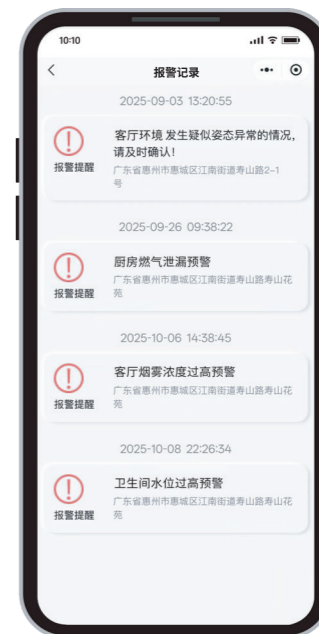 10:10
报警记录
2025-09-03 13:20:55
客厅环境 发生疑似姿态异常的情况,
请及时确认!
报警提醒
广东省惠州市惠城区江南街道寿山路2-1
号
2025-09-26 09:38:22
厨房燃气泄漏预警
广东省惠州市惠城区江南街道寿山路寿山花
苑
报警提醒
2025-10-06 14:38:45
客厅烟雾浓度过高预警
广东省惠州市惠城区江南街道寿山路寿山花
苑
报警提醒
2025-10-08 22:26:34
卫生间水位过高预警
广东省惠州市惠城区江南街道寿山路寿山花
苑
报警提醒